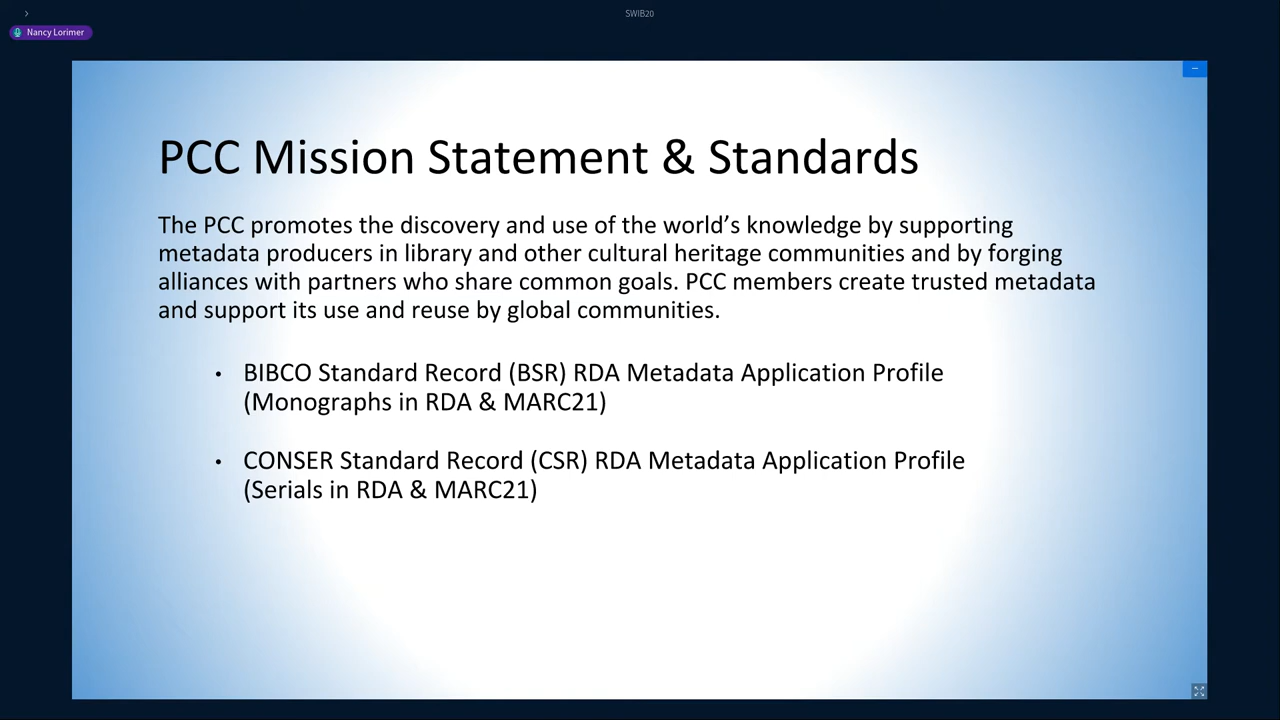 SWIB20
Nancy Lorimer
PCC Mission Statement & Standards
The PCC promotes the discovery and use of the world’s knowledge by supporting
metadata producers in library and other cultural heritage communities and by forging
alliances with partners who share common goals. PCC members create trusted metadata
and support its use and reuse by global communities.
• BIBCO Standard Record (BSR) RDA Metadata Application Profile
(Monographs in RDA & MARC21)
• CONSER Standard Record (CSR) RDA Metadata Application Profile
(Serials in RDA & MARC21)